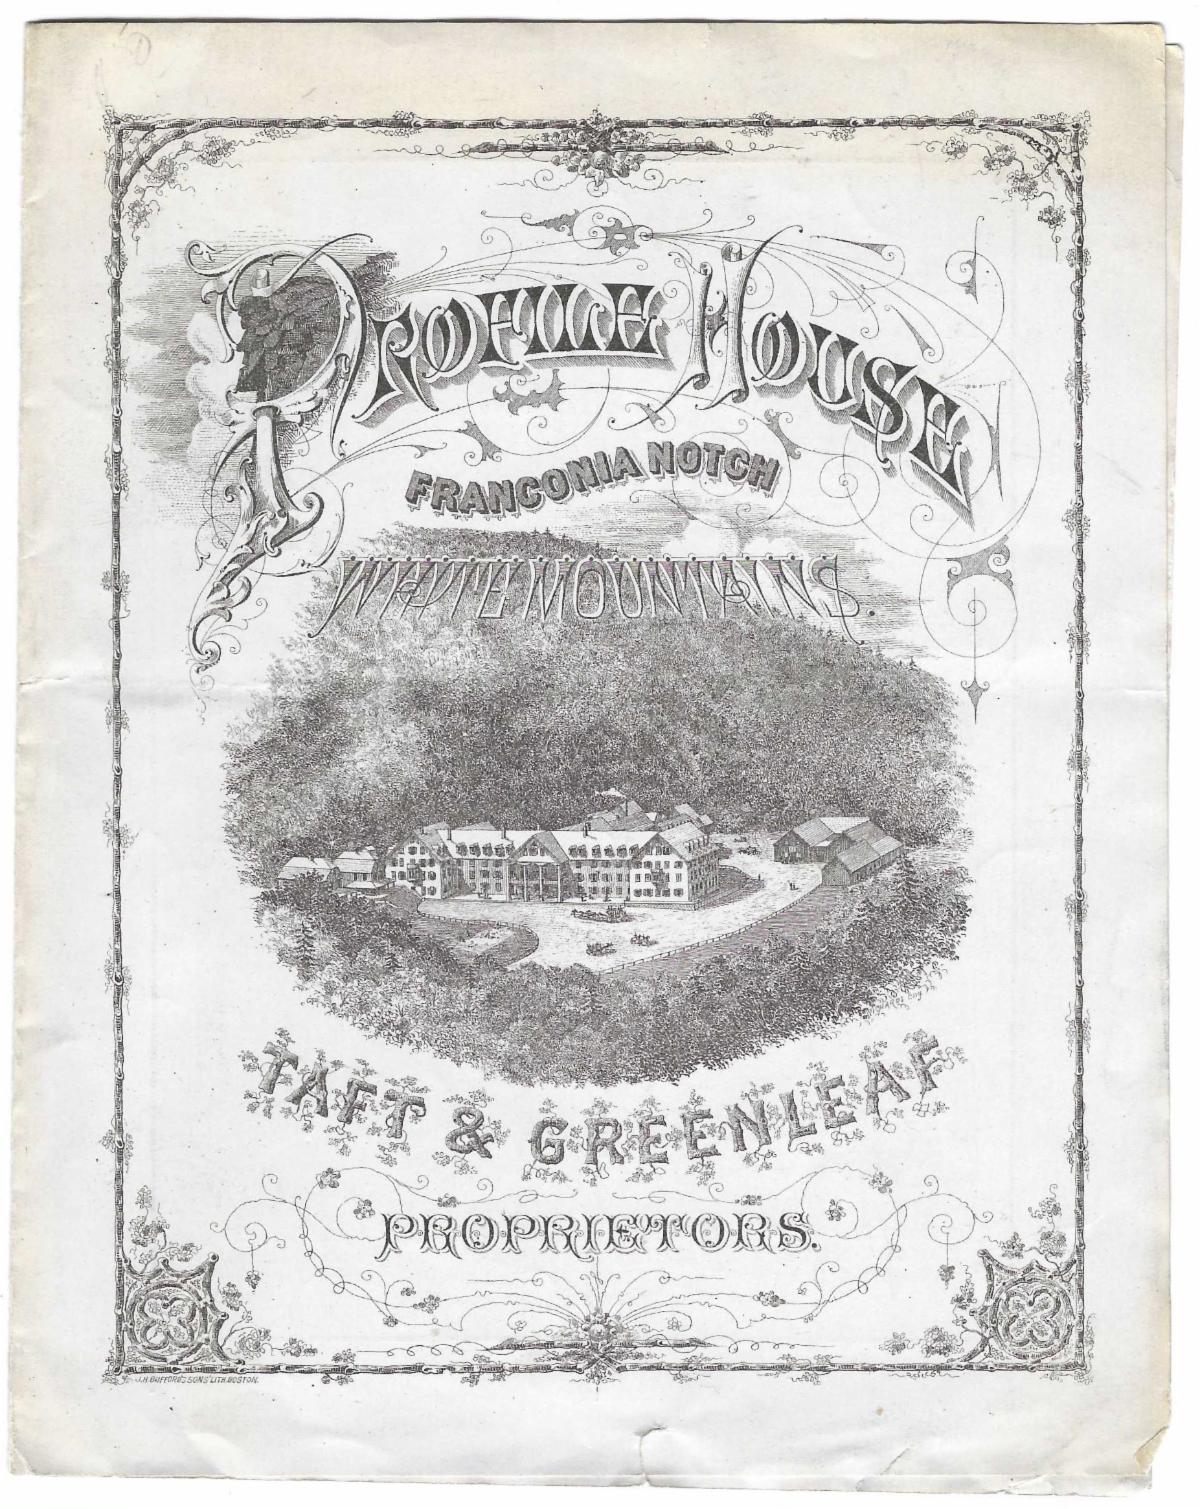 PROFILE HOUSE
FRANCONIA NOTCH
WHITE MOUNTAINS.
TAFT & GREENLEAF
PROPRIETORS.
J.H. BUFFORD'S SONS LITH. BOSTON.